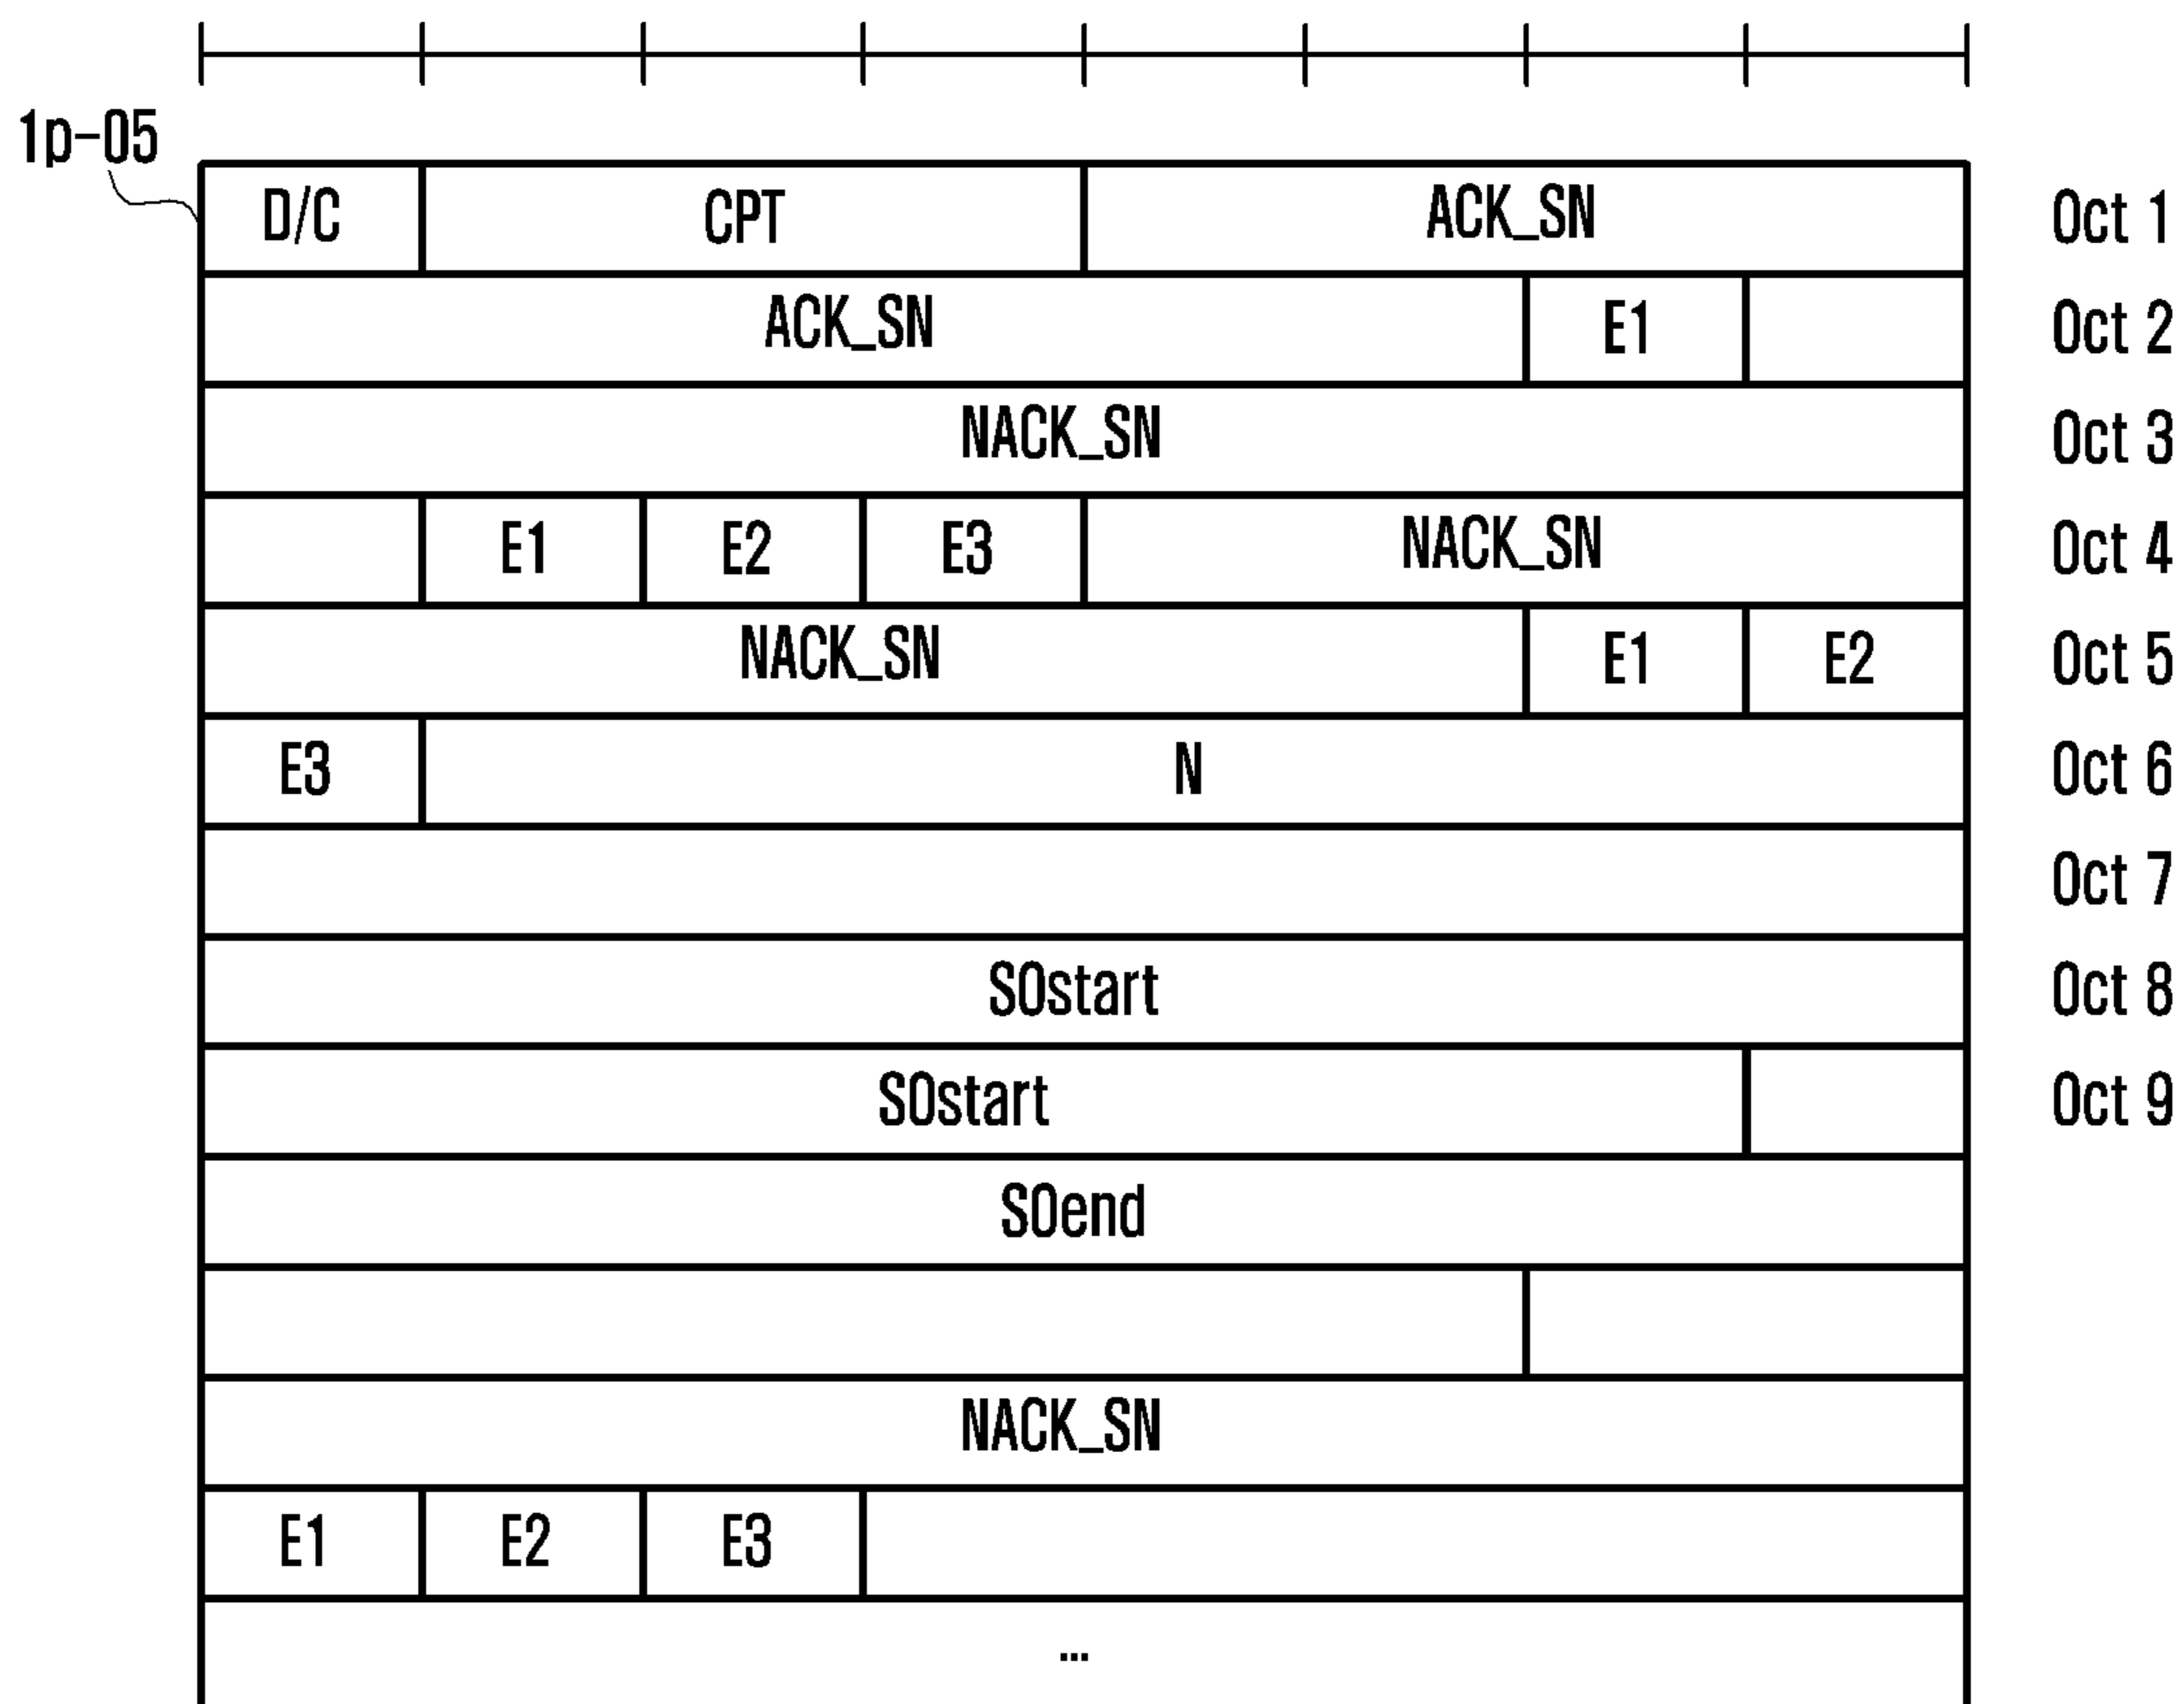 1p-05
D/C CPT ACK_SN Oct 1
ACK_SN E1 Oct 2
NACK_SN Oct 3
E1 E2 E3 NACK_SN Oct 4
NACK_SN E1 E2 Oct 5
E3 N Oct 6
Oct 7
SOstart Oct 8
SOstart Oct 9
SOend
NACK_SN
E1 E2 E3
...